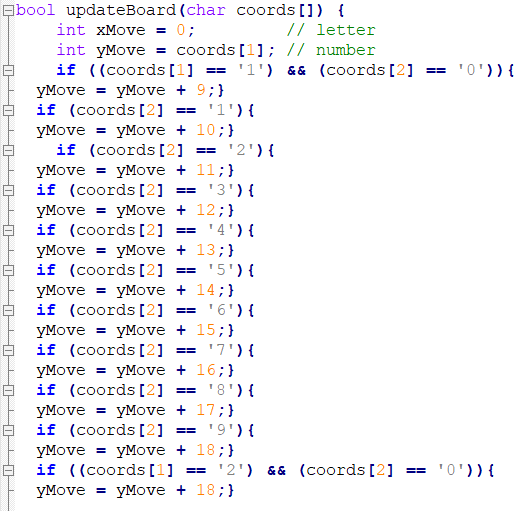 bool updateBoard(char coords[]) {
    int xMove = 0;         // letter
    int yMove = coords[1]; // number
    if ((coords[1] == '1') && (coords[2] == '0')){
  yMove = yMove + 9;}
  if (coords[2] == '1'){
  yMove = yMove + 10;}
    if (coords[2] == '2'){
  yMove = yMove + 11;}
  if (coords[2] == '3'){
  yMove = yMove + 12;}
  if (coords[2] == '4'){
  yMove = yMove + 13;}
  if (coords[2] == '5'){
  yMove = yMove + 14;}
  if (coords[2] == '6'){
  yMove = yMove + 15;}
  if (coords[2] == '7'){
  yMove = yMove + 16;}
  if (coords[2] == '8'){
  yMove = yMove + 17;}
  if (coords[2] == '9'){
  yMove = yMove + 18;}
  if ((coords[1] == '2') && (coords[2] == '0')){
  yMove = yMove + 18;}